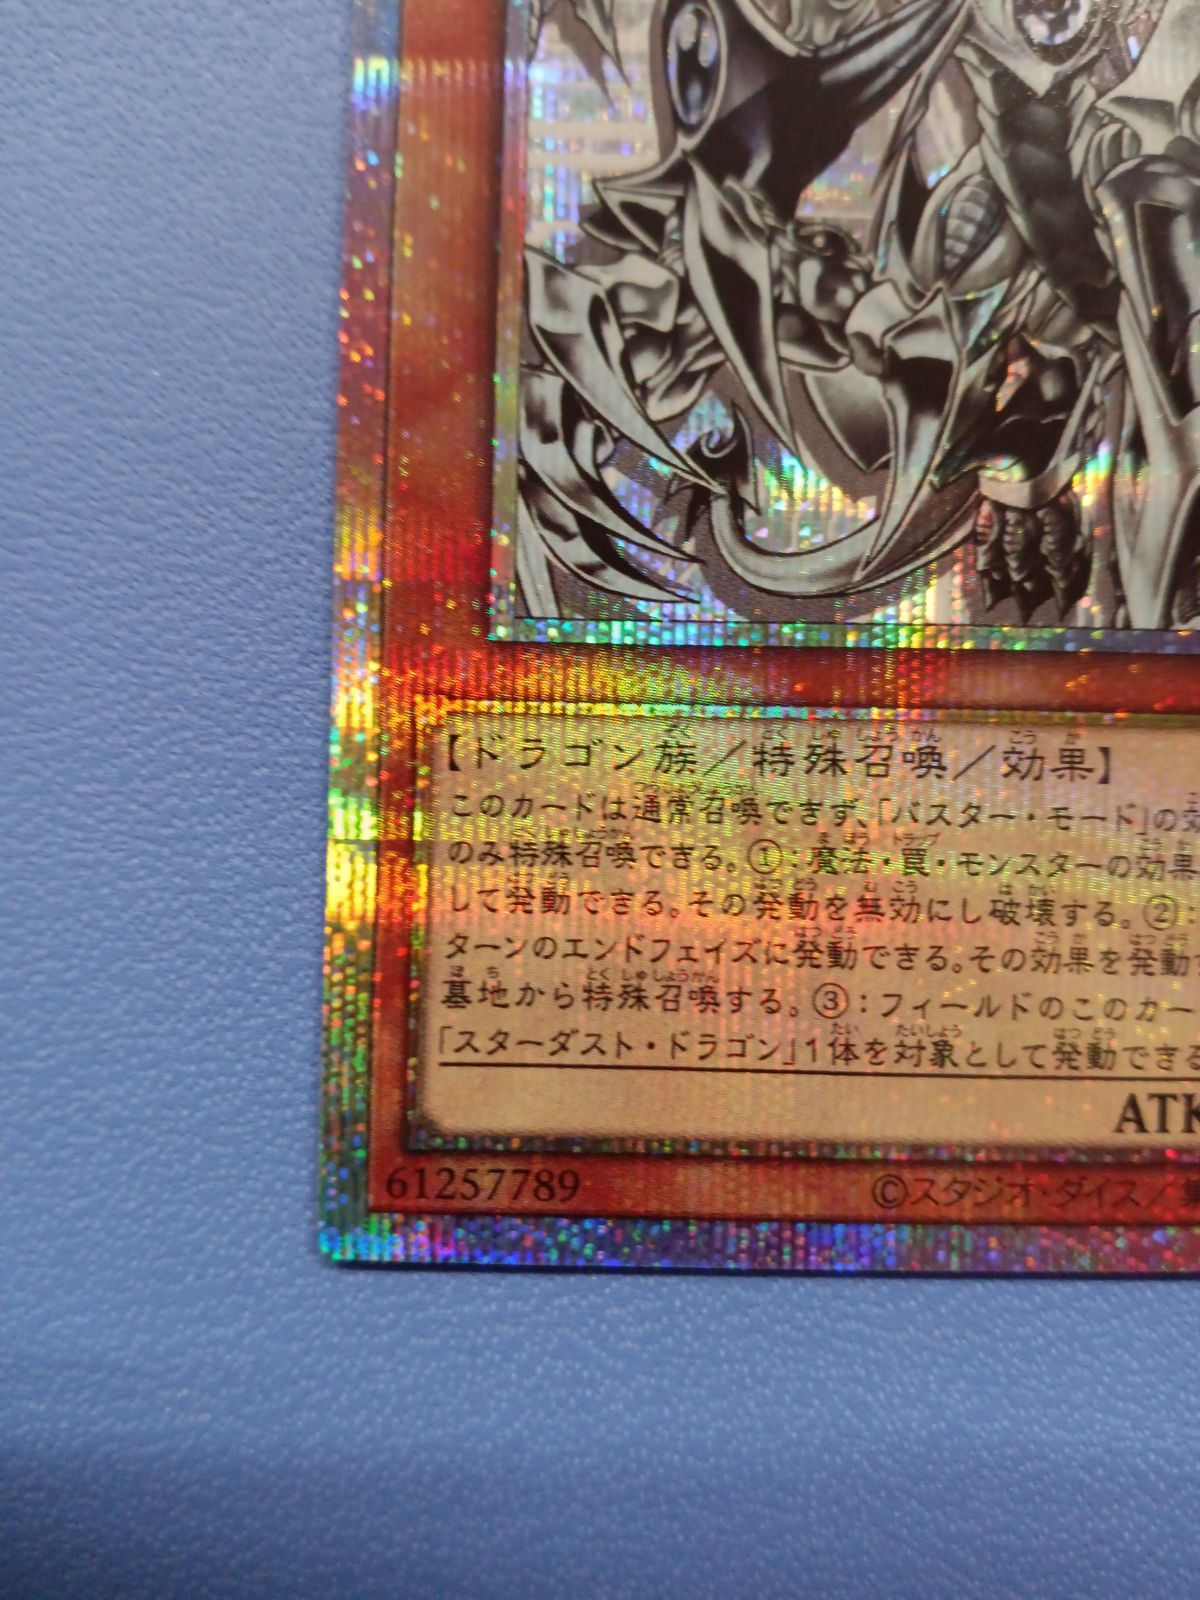 【ドラゴン族／特殊召喚／効果】
このカードは通常召喚できず、「バスター・モード」の効
のみ特殊召喚できる。①：魔法・罠・モンスターの効果
して発動できる。その発動を無効にし破壊する。②：
ターンのエンドフェイズに発動できる。その効果を発動
墓地から特殊召喚する。③：フィールドのこのカー
「スターダスト・ドラゴン」1体を対象として発動できる
ATK
61257789 ©スタジオ・ダイス／